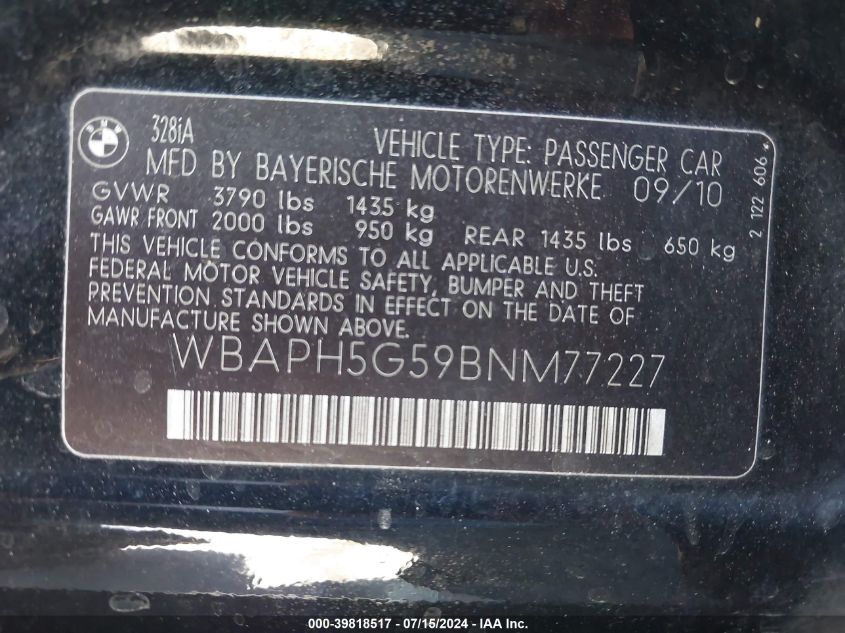 BMW
328iA
VEHICLE TYPE: PASSENGER CAR
MFD BY BAYERISCHE MOTORENWERKE 09/10
GVWR 3790 lbs 1435 kg
GAWR FRONT 2000 lbs 950 kg REAR 1435 lbs 650 kg
THIS VEHICLE CONFORMS TO ALL APPLICABLE U.S.
FEDERAL MOTOR VEHICLE SAFETY, BUMPER AND THEFT
PREVENTION STANDARDS IN EFFECT ON THE DATE OF
MANUFACTURE SHOWN ABOVE.
WBAPH5G59BNM77227
2 122 606
000-39818517 - 07/15/2024 - IAA Inc.